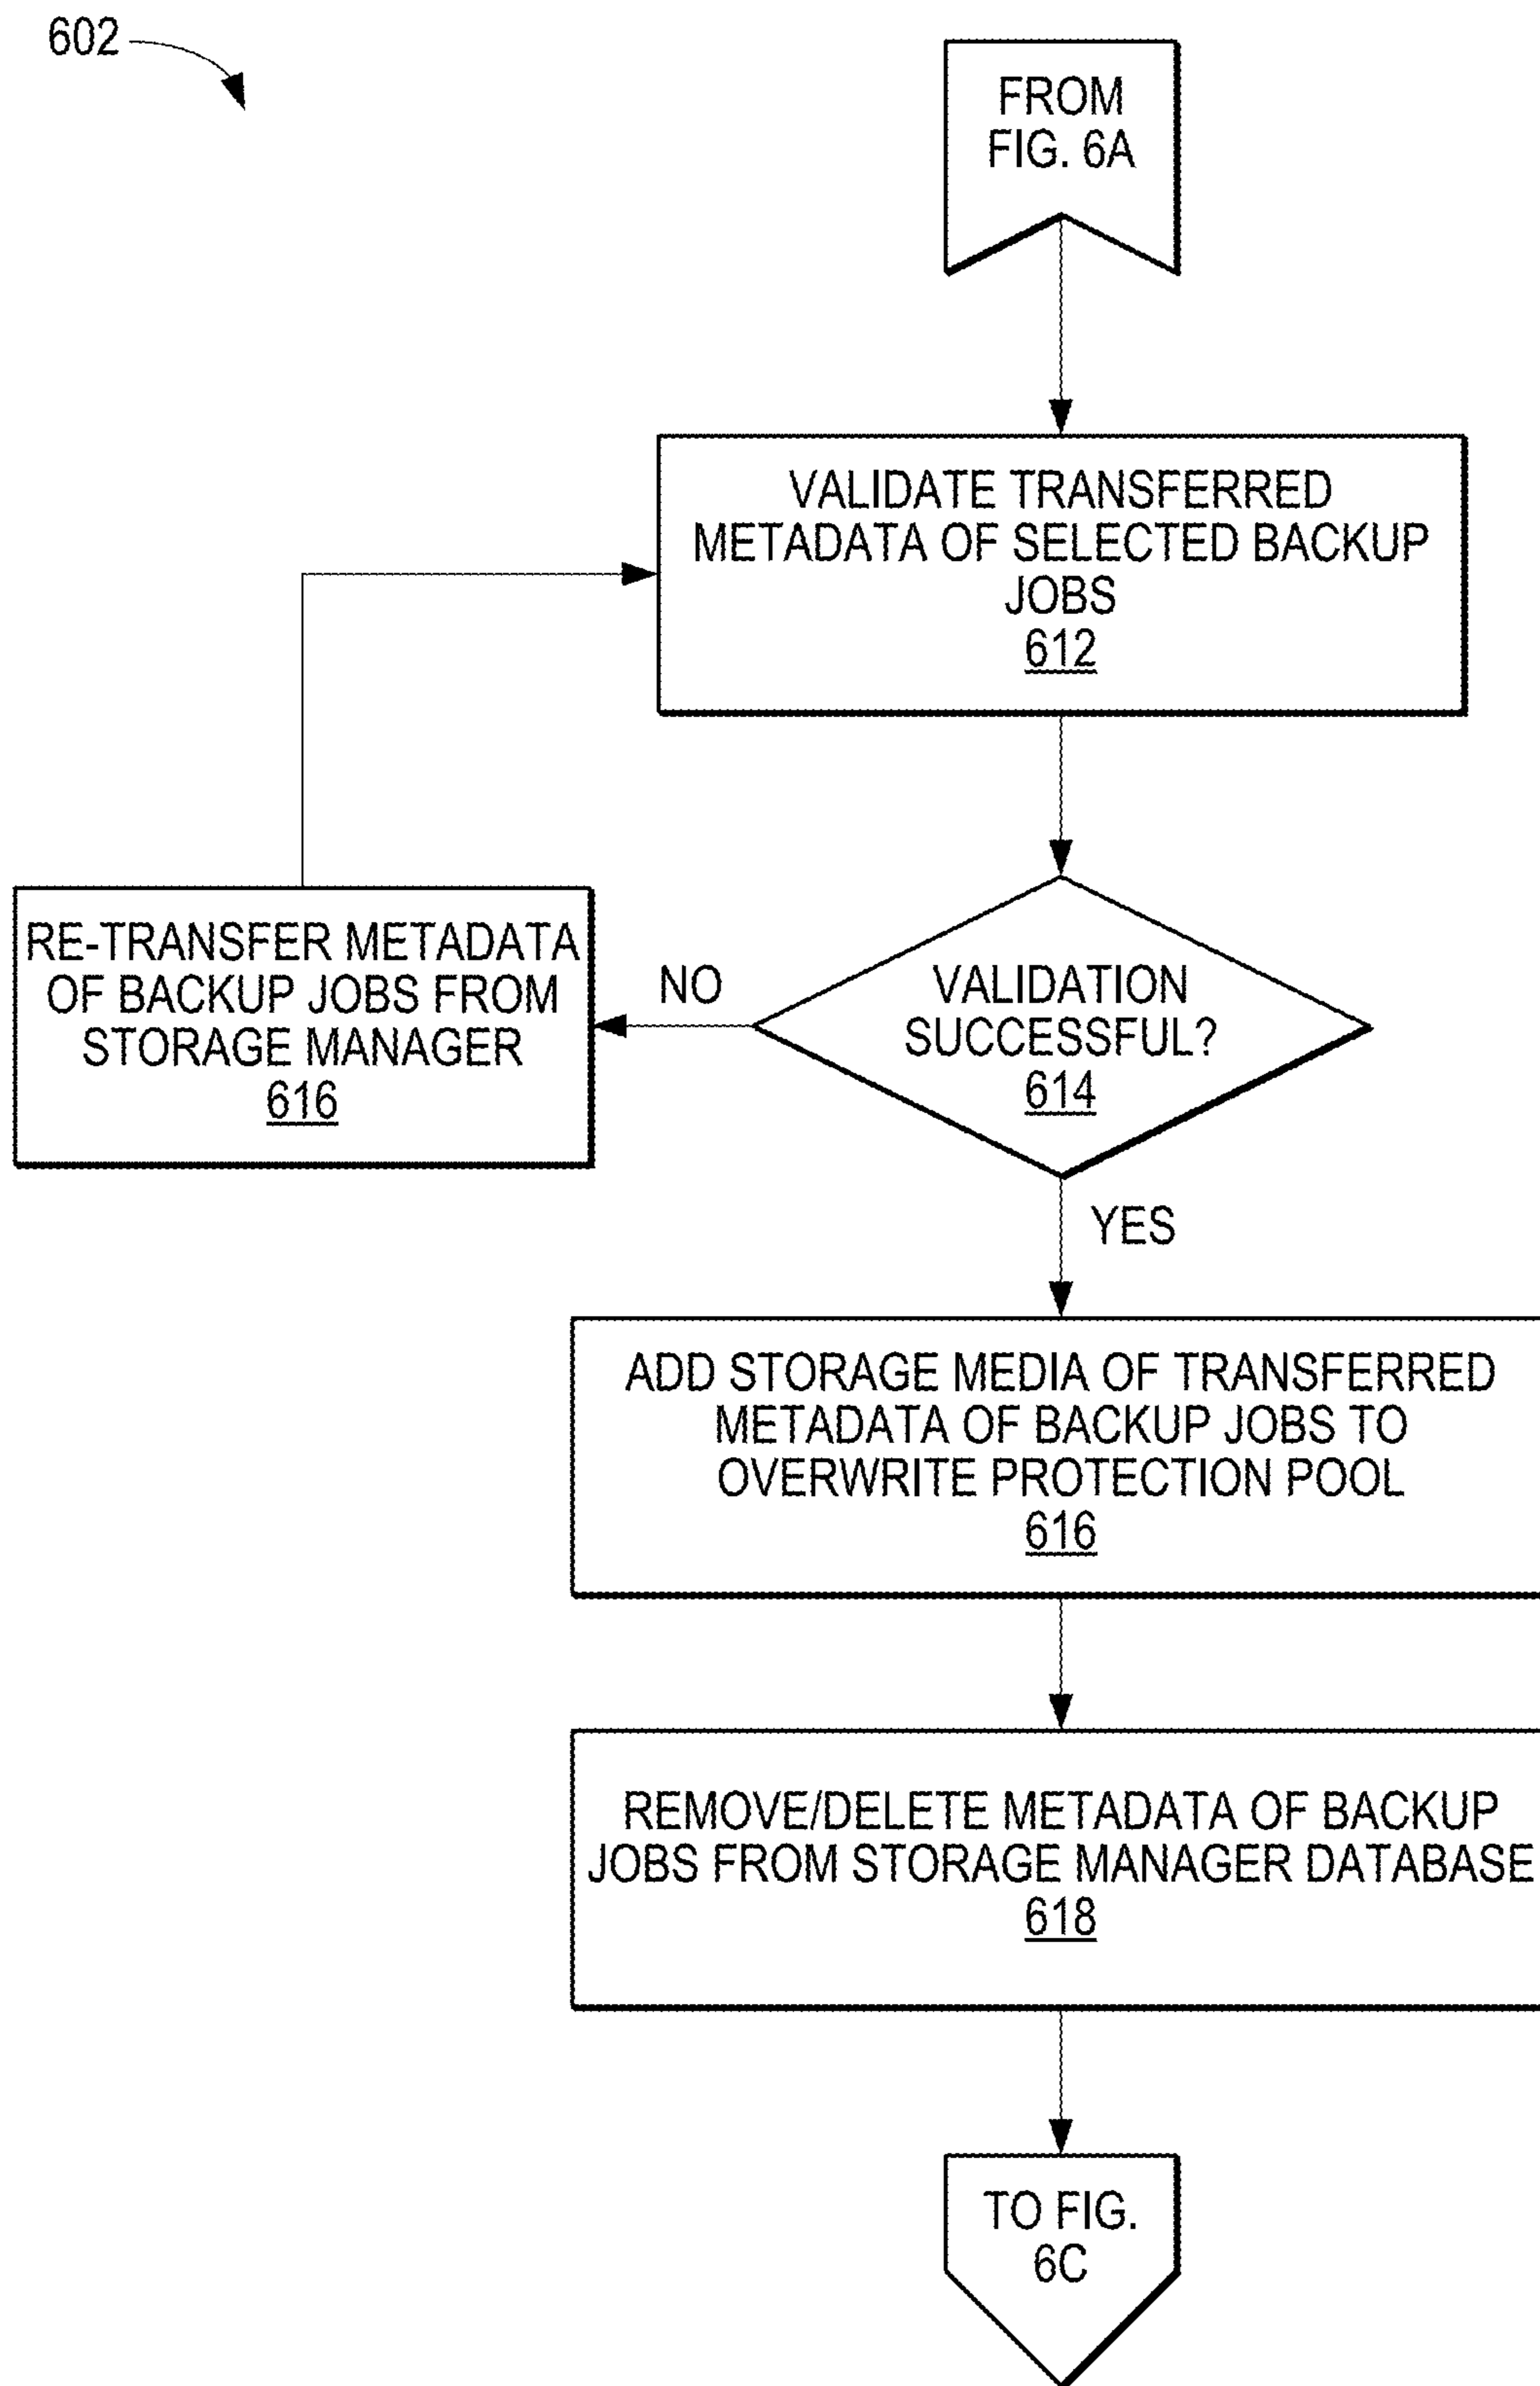 602
FROM
FIG. 6A
VALIDATE TRANSFERRED
METADATA OF SELECTED BACKUP
JOBS
612
RE-TRANSFER METADATA
OF BACKUP JOBS FROM
STORAGE MANAGER
616
NO
VALIDATION
SUCCESSFUL?
614
YES
ADD STORAGE MEDIA OF TRANSFERRED
METADATA OF BACKUP JOBS TO
OVERWRITE PROTECTION POOL
616
REMOVE/DELETE METADATA OF BACKUP
JOBS FROM STORAGE MANAGER DATABASE
618
TO FIG.
6C